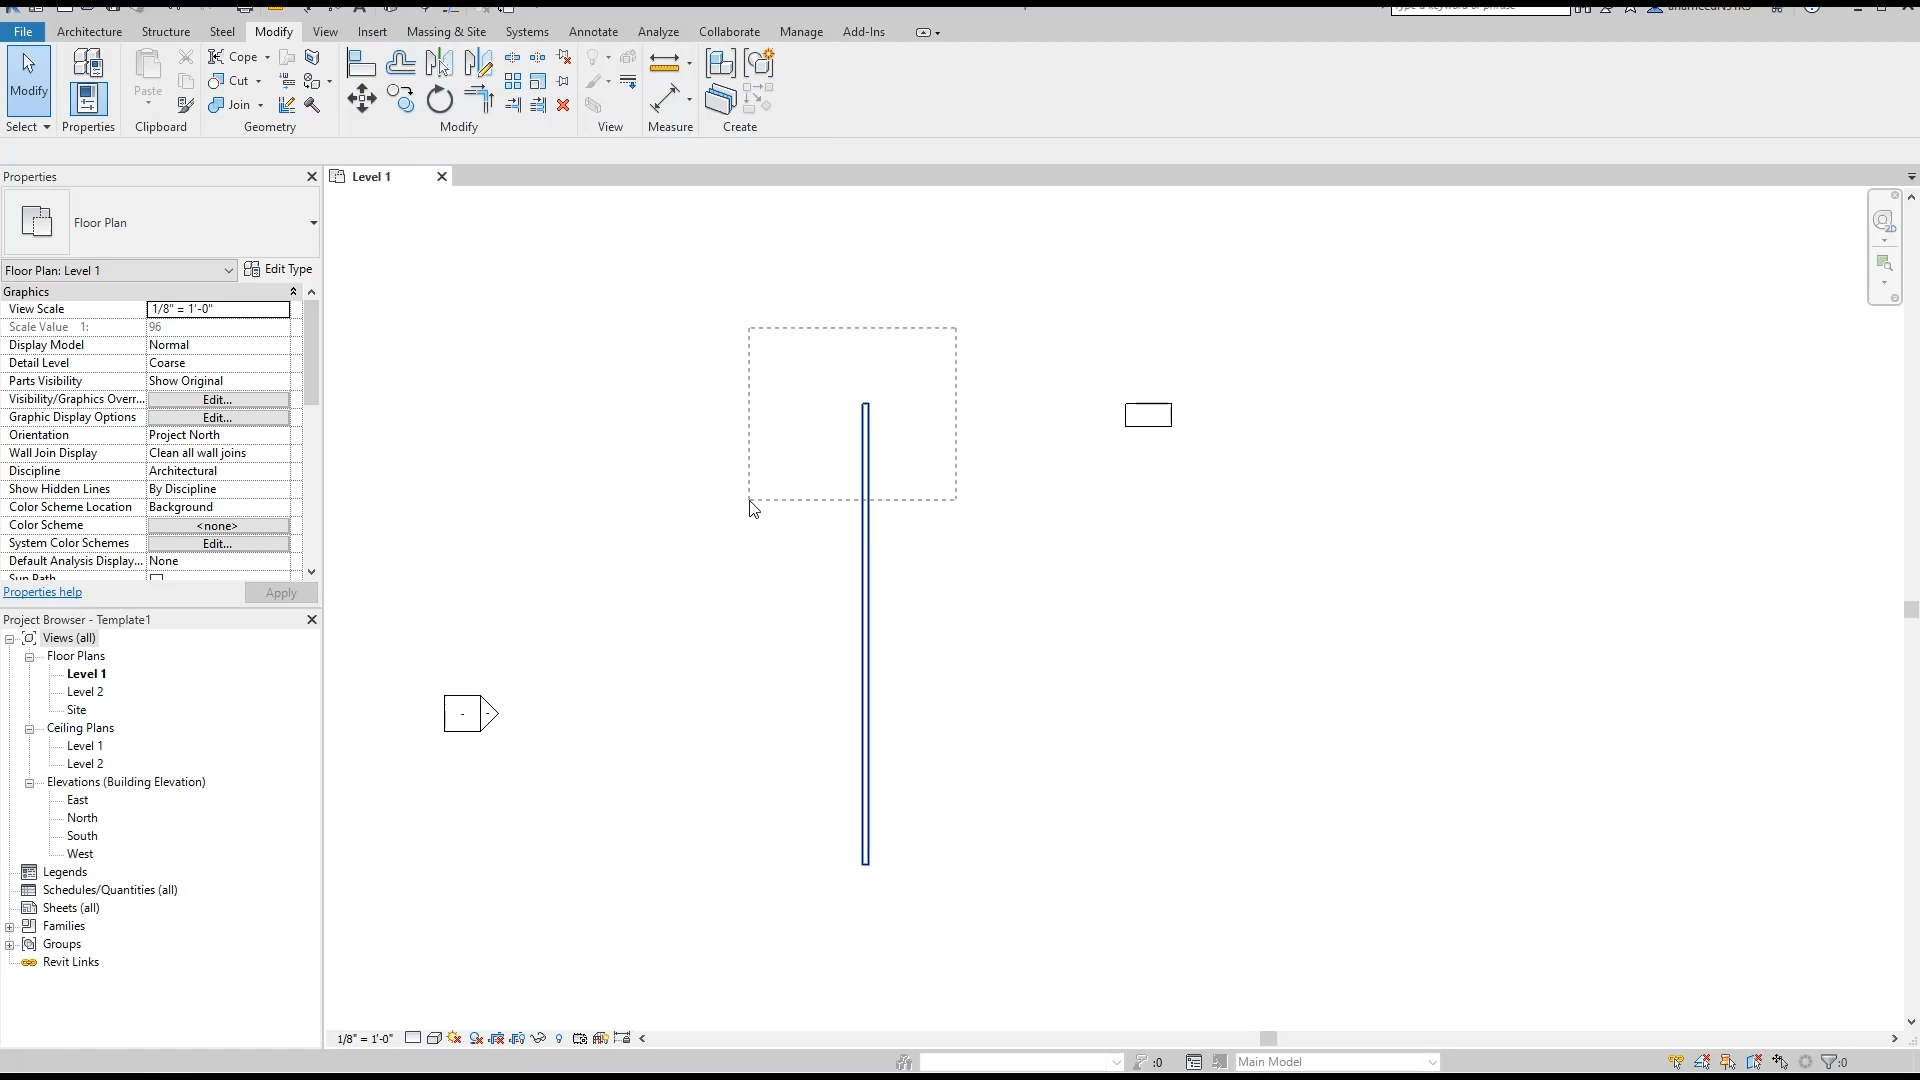 File Architecture Structure Steel Modify View Insert Massing & Site Systems Annotate Analyze Collaborate Manage Add-Ins
Modify
Paste
Cope
Cut
Join
Select Properties Clipboard Geometry Modify View Measure Create
Properties
Level 1
Floor Plan
Floor Plan: Level 1 Edit Type
Graphics
View Scale 1/8" = 1'-0"
Scale Value 1: 96
Display Model Normal
Detail Level Coarse
Parts Visibility Show Original
Visibility/Graphics Overr... Edit...
Graphic Display Options Edit...
Orientation Project North
Wall Join Display Clean all wall joins
Discipline Architectural
Show Hidden Lines By Discipline
Color Scheme Location Background
Color Scheme <none>
System Color Schemes Edit...
Default Analysis Display... None
Sun Path
Properties help Apply
Project Browser - Template1
Views (all)
Floor Plans
Level 1
Level 2
Site
Ceiling Plans
Level 1
Level 2
Elevations (Building Elevation)
East
North
South
West
Legends
Schedules/Quantities (all)
Sheets (all)
Families
Groups
Revit Links
2D
1/8" = 1'-0"
:0 Main Model :0